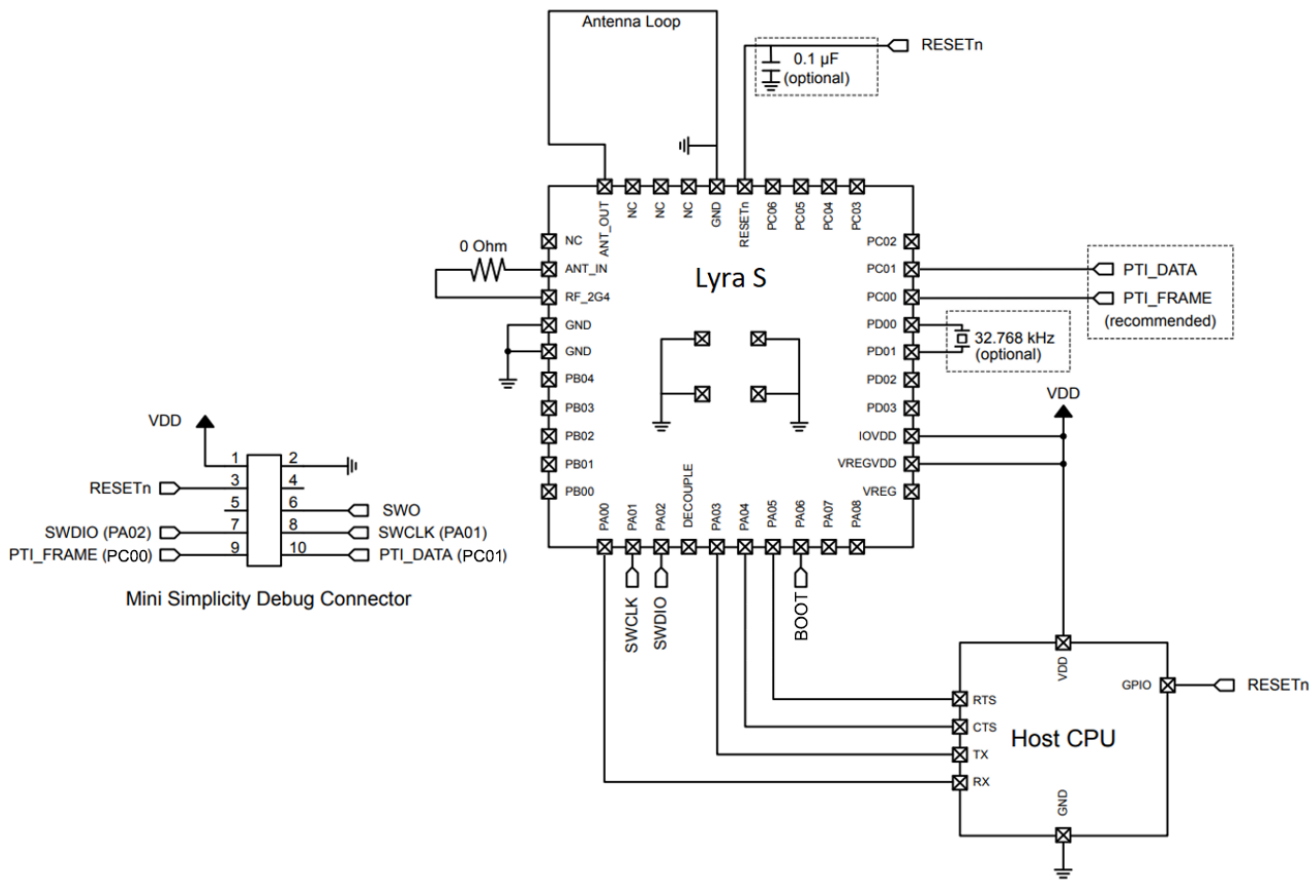 Antenna Loop
0.1 µF
(optional)
RESETn
ANT_OUT
NC
NC
NC
GND
RESETn
PC06
PC05
PC04
PC03
Lyra S
NC
ANT_IN
RF_2G4
GND
GND
PB04
PB03
PB02
PB01
PB00
0 Ohm
PC02
PC01
PC00
PD00
PD01
PD02
PD03
IOVDD
VREGVDD
VREG
PTI_DATA
PTI_FRAME
(recommended)
32.768 kHz
(optional)
VDD
PA00
PA01
PA02
DECOUPLE
PA03
PA04
PA05
PA06
PA07
PA08
SWCLK
SWDIO
BOOT
VDD
1
2
RESETn
3
4
5
6
SWO
SWDIO (PA02)
7
8
SWCLK (PA01)
PTI_FRAME (PC00)
9
10
PTI_DATA (PC01)
Mini Simplicity Debug Connector
VDD
GPIO
RESETn
RTS
CTS
TX
RX
Host CPU
GND